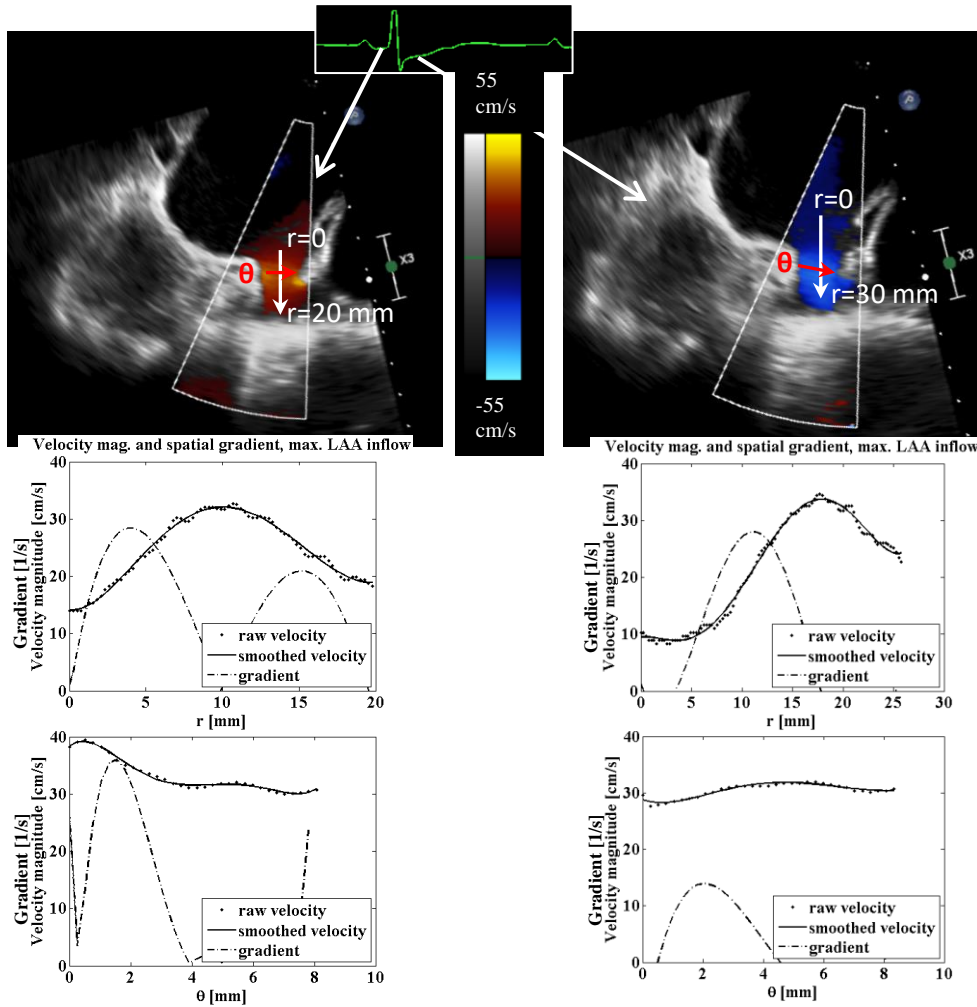 55
cm/s
-55
cm/s
P
r=0
θ
r=20 mm
X3
P
r=0
θ
r=30 mm
X3
Velocity mag. and spatial gradient, max. LAA inflow
Gradient [1/s]
Velocity magnitude [cm/s]
40
30
20
10
0
0 5 10 15 20
r [mm]
raw velocity
smoothed velocity
gradient
Velocity mag. and spatial gradient, max. LAA inflow
Gradient [1/s]
Velocity magnitude [cm/s]
40
30
20
10
0
0 5 10 15 20 25 30
r [mm]
raw velocity
smoothed velocity
gradient
Gradient [1/s]
Velocity magnitude [cm/s]
40
30
20
10
0
0 2 4 6 8 10
θ [mm]
raw velocity
smoothed velocity
gradient
Gradient [1/s]
Velocity magnitude [cm/s]
40
30
20
10
0
0 2 4 6 8 10
θ [mm]
raw velocity
smoothed velocity
gradient